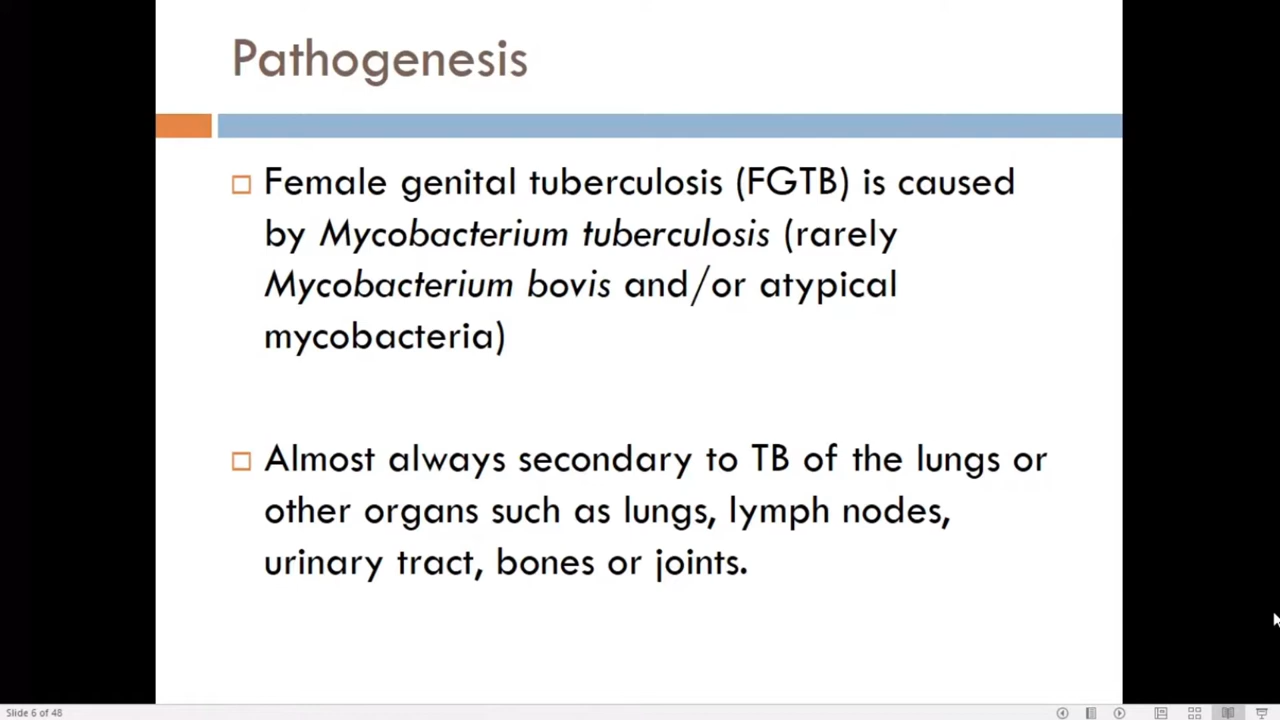 Pathogenesis
Female genital tuberculosis (FGTB) is caused
by Mycobacterium tuberculosis (rarely
Mycobacterium bovis and/or atypical
mycobacteria)
Almost always secondary to TB of the lungs or
other organs such as lungs, lymph nodes,
urinary tract, bones or joints.
Slide 6 of 48